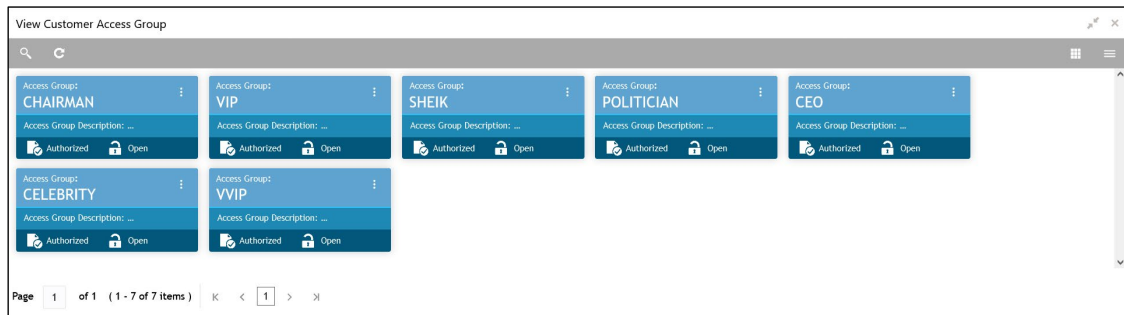 View Customer Access Group
Access Group:
CHAIRMAN
Access Group Description: ...
Authorized Open
Access Group:
VIP
Access Group Description: ...
Authorized Open
Access Group:
SHEIK
Access Group Description: ...
Authorized Open
Access Group:
POLITICIAN
Access Group Description: ...
Authorized Open
Access Group:
CEO
Access Group Description: ...
Authorized Open
Access Group:
CELEBRITY
Access Group Description: ...
Authorized Open
Access Group:
VVIP
Access Group Description: ...
Authorized Open
Page 1 of 1 ( 1 - 7 of 7 items ) 1